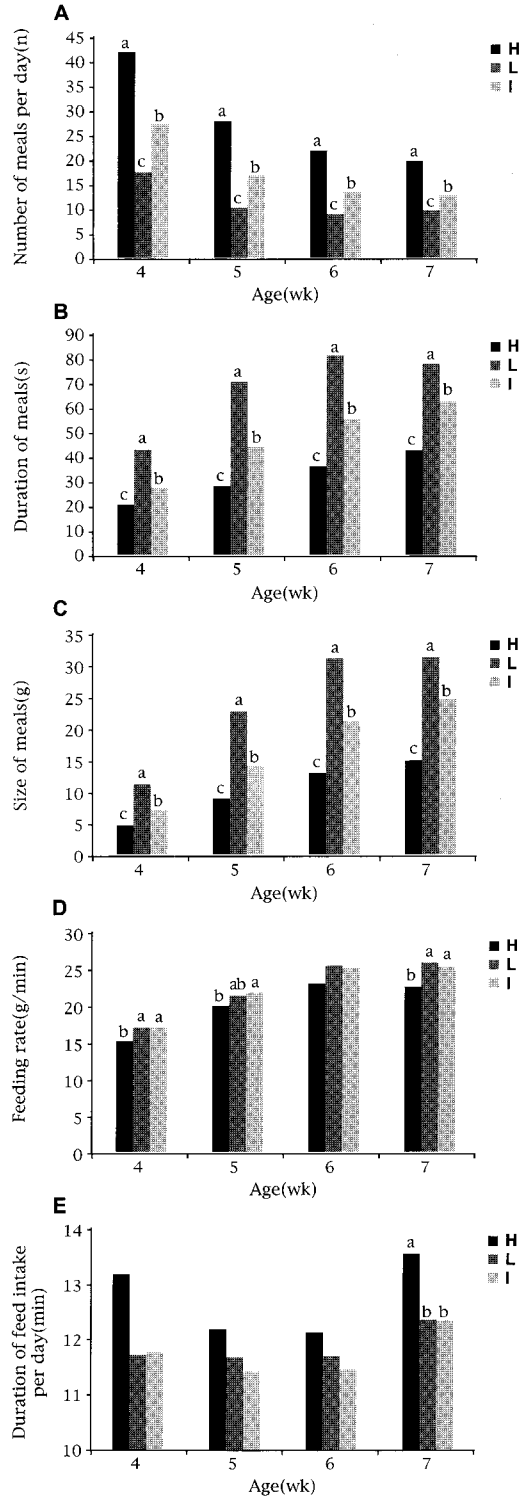 A
Number of meals per day(n)
45
40
35
30
25
20
15
10
5
0
a
c
b
a
c
b
a
c
b
a
c
b
H
L
I
4
5
6
7
Age(wk)
B
Duration of meals(s)
90
80
70
60
50
40
30
20
10
0
c
a
b
c
a
b
c
a
b
c
a
b
H
L
I
4
5
6
7
Age(wk)
C
Size of meals(g)
35
30
25
20
15
10
5
0
c
a
b
c
a
b
c
a
b
c
a
b
H
L
I
4
5
6
7
Age(wk)
D
Feeding rate(g/min)
30
25
20
15
10
5
0
b
a
a
b
ab
a
b
a
a
H
L
I
4
5
6
7
Age(wk)
E
Duration of feed intake
per day(min)
14
13
12
11
10
a
b
b
H
L
I
4
5
6
7
Age(wk)